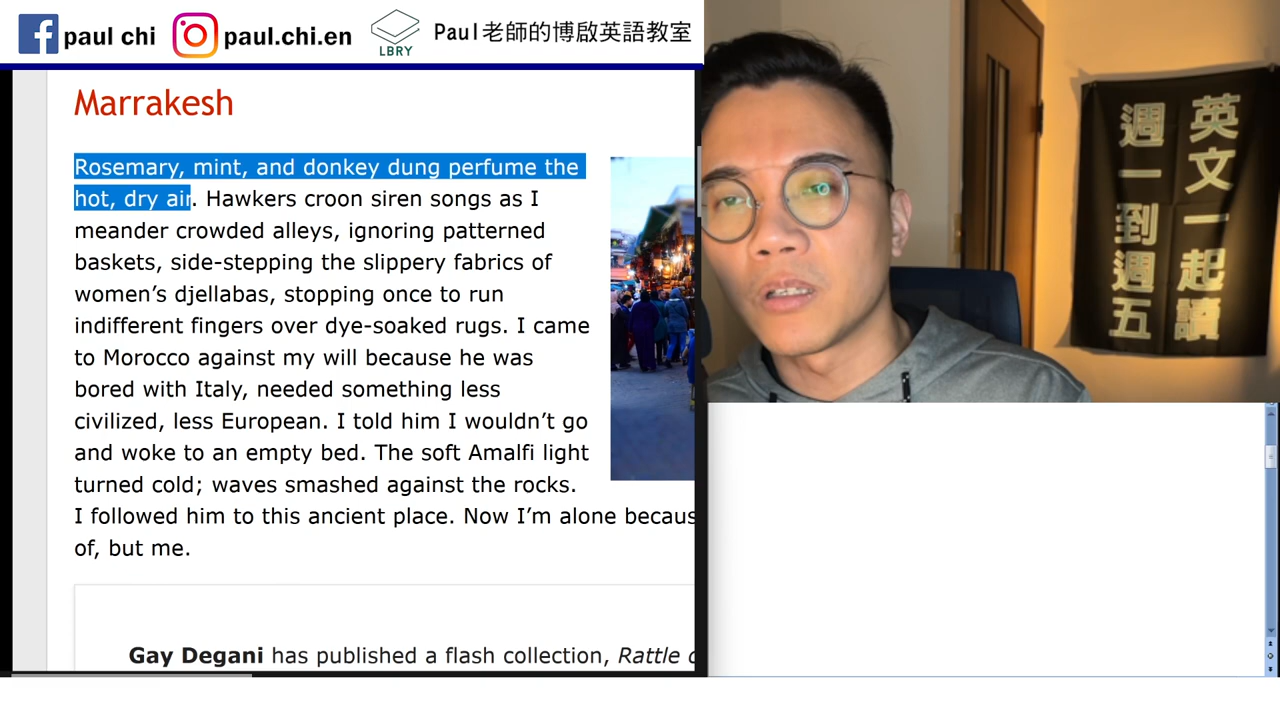 paul chi
paul.chi.en
LBRY
Paul老師的博啟英語教室
Marrakesh
Rosemary, mint, and donkey dung perfume the
hot, dry air. Hawkers croon siren songs as I
meander crowded alleys, ignoring patterned
baskets, side-stepping the slippery fabrics of
women’s djellabas, stopping once to run
indifferent fingers over dye-soaked rugs. I came
to Morocco against my will because he was
bored with Italy, needed something less
civilized, less European. I told him I wouldn’t go
and woke to an empty bed. The soft Amalfi light
turned cold; waves smashed against the rocks.
I followed him to this ancient place. Now I’m alone becaus
of, but me.
Gay Degani has published a flash collection, Rattle
英文一起讀
週一到週五